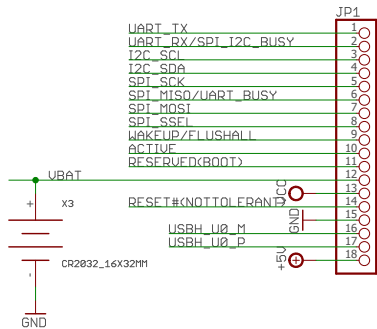 JP1
UART_TX 1
UART_RX/SPI_I2C_BUSY 2
I2C_SCL 3
I2C_SDA 4
SPI_SCK 5
SPI_MISO/UART_BUSY 6
SPI_MOSI 7
SPI_SSEL 8
WAKEUP/FLUSHALL 9
ACTIVE 10
RESERVED(BOOT) 11
VBAT 12
VCC 13
RESET#(NOTTOLERANT) 14
GND 15
USBH_U0_M 16
USBH_U0_P 17
+5V 18
+ X3
CR2032_16X32MM
-
GND